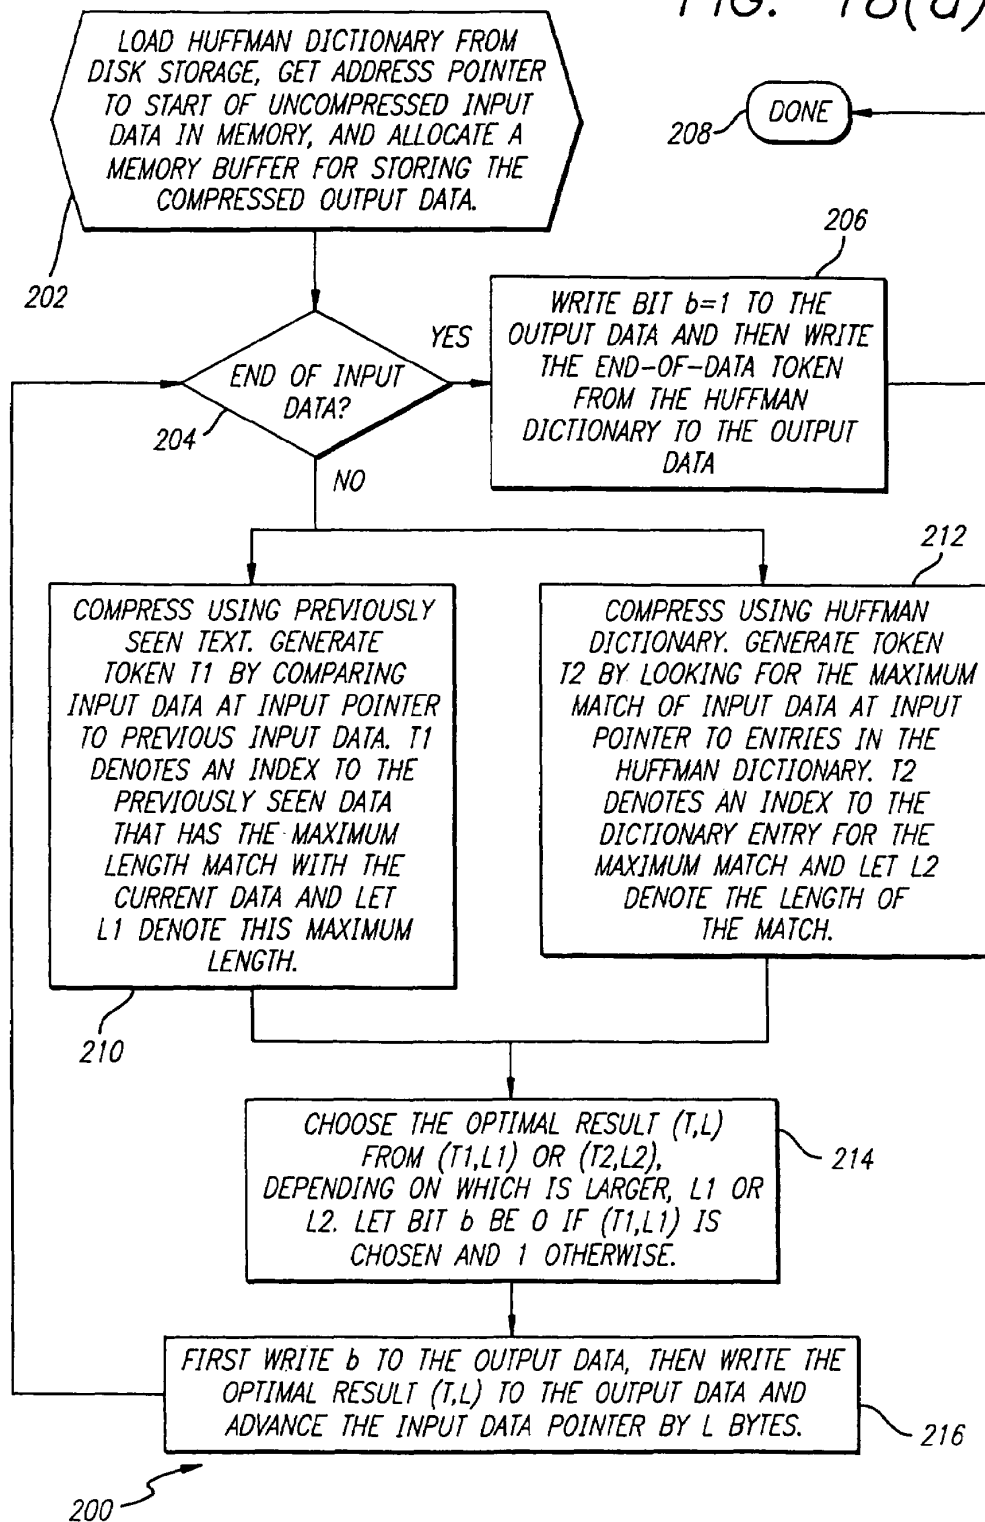 FIG. 18(a)
LOAD HUFFMAN DICTIONARY FROM
DISK STORAGE, GET ADDRESS POINTER
TO START OF UNCOMPRESSED INPUT
DATA IN MEMORY, AND ALLOCATE A
MEMORY BUFFER FOR STORING THE
COMPRESSED OUTPUT DATA.
202
DONE
208
END OF INPUT
DATA?
204
YES
NO
206
WRITE BIT b=1 TO THE
OUTPUT DATA AND THEN WRITE
THE END-OF-DATA TOKEN
FROM THE HUFFMAN
DICTIONARY TO THE OUTPUT
DATA
COMPRESS USING PREVIOUSLY
SEEN TEXT. GENERATE
TOKEN T1 BY COMPARING
INPUT DATA AT INPUT POINTER
TO PREVIOUS INPUT DATA. T1
DENOTES AN INDEX TO THE
PREVIOUSLY SEEN DATA
THAT HAS THE MAXIMUM
LENGTH MATCH WITH THE
CURRENT DATA AND LET
L1 DENOTE THIS MAXIMUM
LENGTH.
210
212
COMPRESS USING HUFFMAN
DICTIONARY. GENERATE TOKEN
T2 BY LOOKING FOR THE MAXIMUM
MATCH OF INPUT DATA AT INPUT
POINTER TO ENTRIES IN THE
HUFFMAN DICTIONARY. T2
DENOTES AN INDEX TO THE
DICTIONARY ENTRY FOR THE
MAXIMUM MATCH AND LET L2
DENOTE THE LENGTH OF
THE MATCH.
CHOOSE THE OPTIMAL RESULT (T,L)
FROM (T1,L1) OR (T2,L2),
DEPENDING ON WHICH IS LARGER, L1 OR
L2. LET BIT b BE 0 IF (T1,L1) IS
CHOSEN AND 1 OTHERWISE.
214
FIRST WRITE b TO THE OUTPUT DATA, THEN WRITE THE
OPTIMAL RESULT (T,L) TO THE OUTPUT DATA AND
ADVANCE THE INPUT DATA POINTER BY L BYTES.
216
200